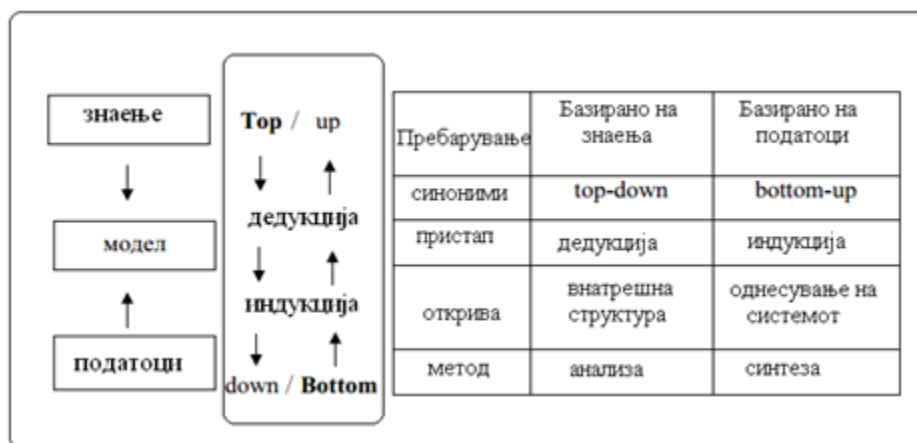 знаење
модел
податоци
Top / up
дедукција
индукција
down / Bottom
Пребарување
Базирано на
знаења
Базирано на
податоци
синоними
top-down
bottom-up
пристап
дедукција
индукција
открива
внатрешна
структура
однесување на
системот
метод
анализа
синтеза